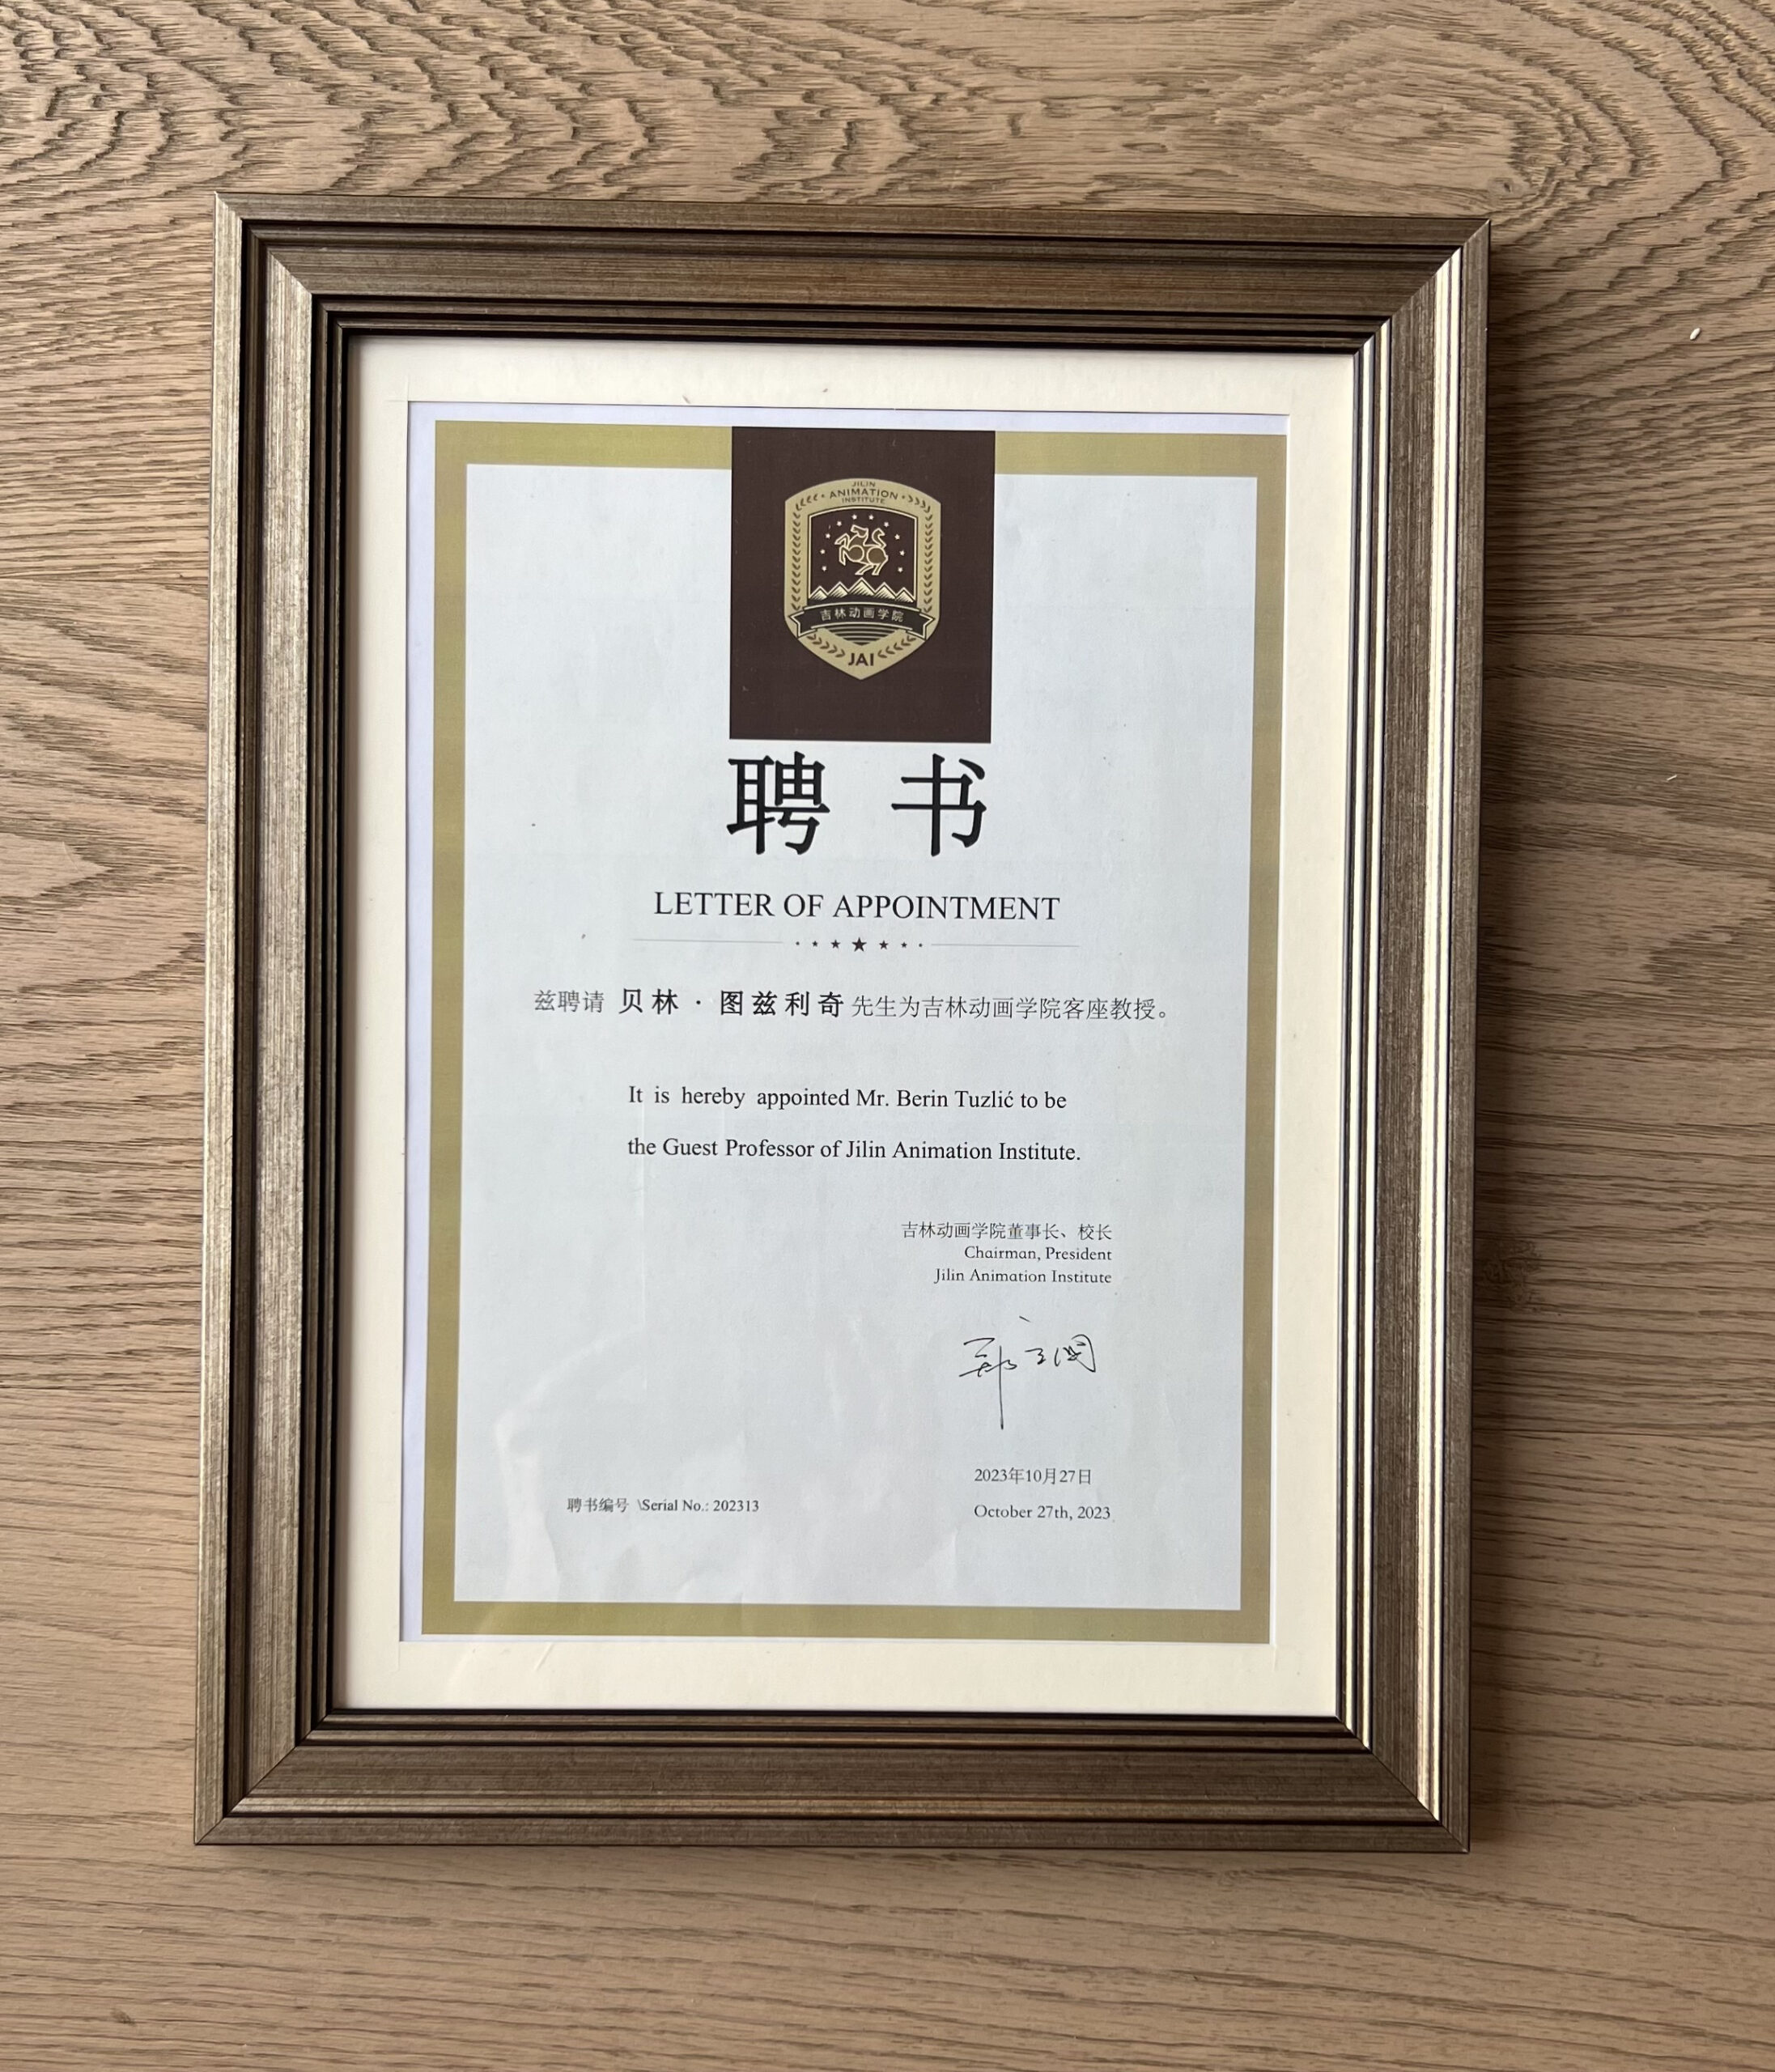 JILIN
ANIMATION
INSTITUTE
吉林动画学院
JAI
聘 书
LETTER OF APPOINTMENT
兹聘请 贝林 · 图兹利奇 先生为吉林动画学院客座教授。
It is hereby appointed Mr. Berin Tuzlić to be
the Guest Professor of Jilin Animation Institute.
吉林动画学院董事长、校长
Chairman, President
Jilin Animation Institute
郑立国
2023年10月27日
聘书编号 \Serial No.: 202313
October 27th, 2023